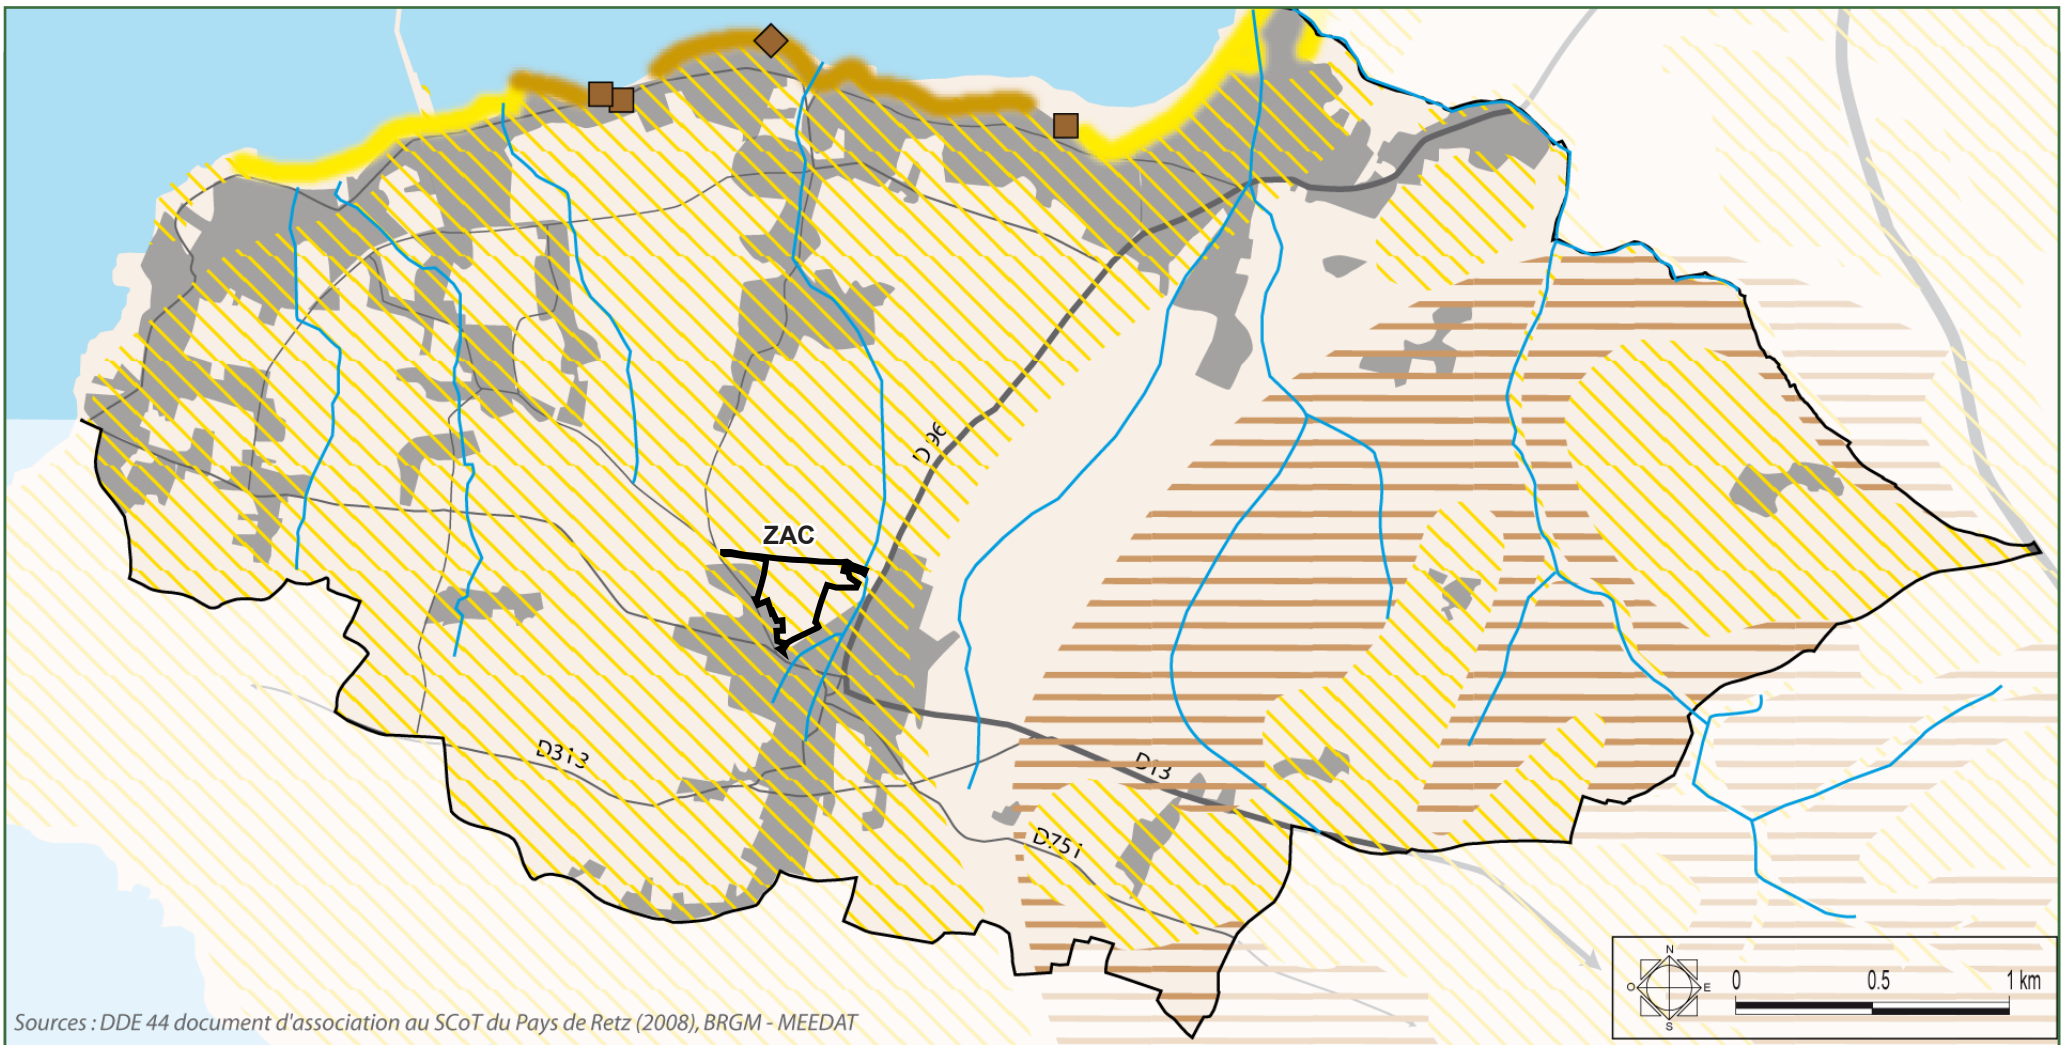 D 96
ZAC
D313
D13
D751
N
O
E
S
0 0.5 1 km
Sources : DDE 44 document d'association au SCoT du Pays de Retz (2008), BRGM - MEEDAT